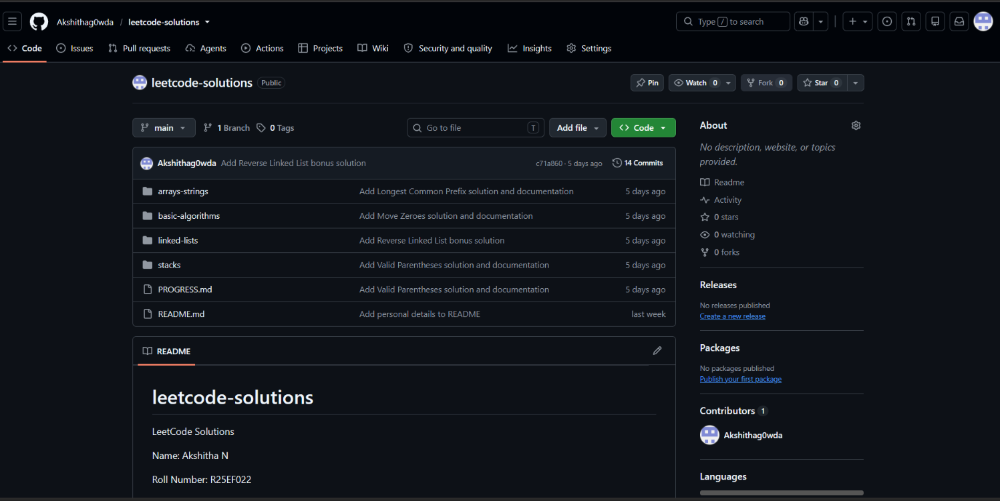 Akshithag0wda / leetcode-solutions
Type / to search
Code Issues Pull requests Agents Actions Projects Wiki Security and quality Insights Settings
leetcode-solutions Public
Pin Watch 0 Fork 0 Star 0
main 1 Branch 0 Tags
Go to file T Add file Code
Akshithag0wda Add Reverse Linked List bonus solution c71a860 · 5 days ago 14 Commits
arrays-strings Add Longest Common Prefix solution and documentation 5 days ago
basic-algorithms Add Move Zeroes solution and documentation 5 days ago
linked-lists Add Reverse Linked List bonus solution 5 days ago
stacks Add Valid Parentheses solution and documentation 5 days ago
PROGRESS.md Add Valid Parentheses solution and documentation 5 days ago
README.md Add personal details to README last week
README
leetcode-solutions
LeetCode Solutions
Name: Akshitha N
Roll Number: R25EF022
About
No description, website, or topics
provided.
Readme
Activity
0 stars
0 watching
0 forks
Releases
No releases published
Create a new release
Packages
No packages published
Publish your first package
Contributors 1
Akshithag0wda
Languages